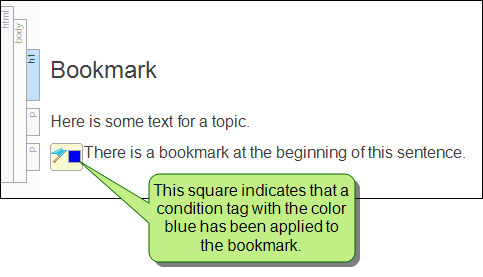 html
body
h1
Bookmark
p
Here is some text for a topic.
p
There is a bookmark at the beginning of this sentence.
This square indicates that a
condition tag with the color
blue has been applied to
the bookmark.